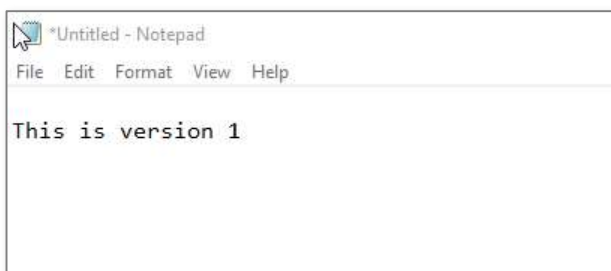 *Untitled - Notepad
File Edit Format View Help
This is version 1